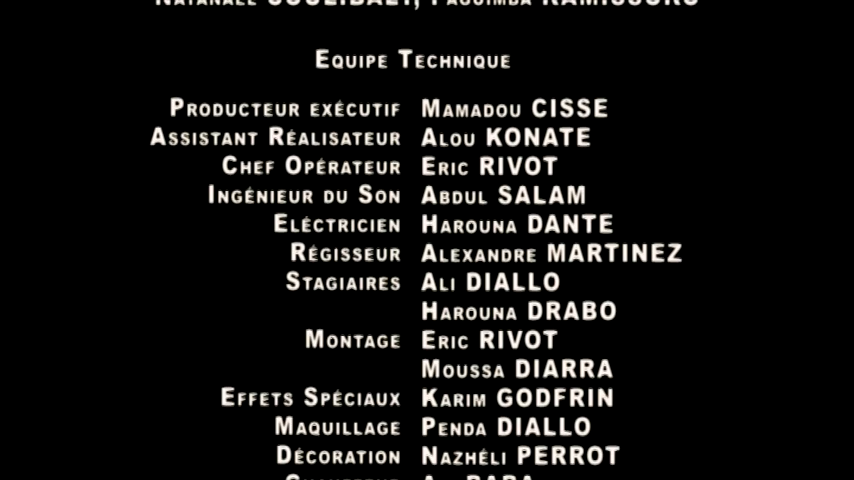 EQUIPE TECHNIQUE
PRODUCTEUR EXÉCUTIF MAMADOU CISSE
ASSISTANT RÉALISATEUR ALOU KONATE
CHEF OPÉRATEUR ERIC RIVOT
INGÉNIEUR DU SON ABDUL SALAM
ELÉCTRICIEN HAROUNA DANTE
RÉGISSEUR ALEXANDRE MARTINEZ
STAGIAIRES ALI DIALLO
HAROUNA DRABO
MONTAGE ERIC RIVOT
MOUSSA DIARRA
EFFETS SPÉCIAUX KARIM GODFRIN
MAQUILLAGE PENDA DIALLO
DÉCORATION NAZHÉLI PERROT